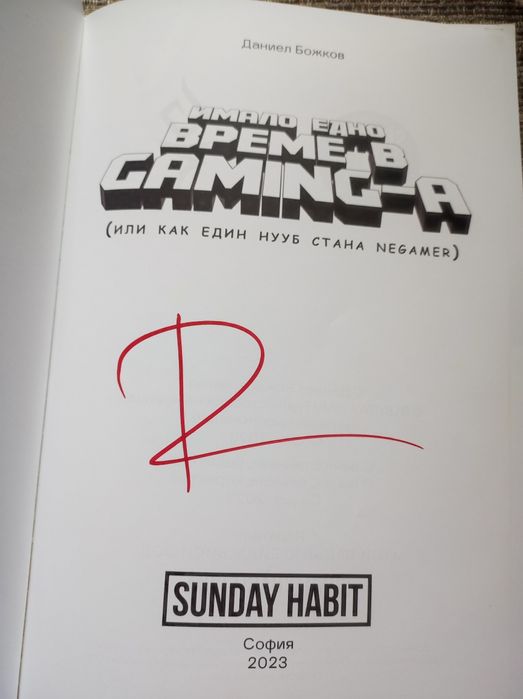 Даниел Божков
ИМАЛО ЕДНО
ВРЕМЕ В
GAMING-А
(ИЛИ КАК ЕДИН НУУБ СТАНА NEGAMER)
SUNDAY HABIT
София
2023